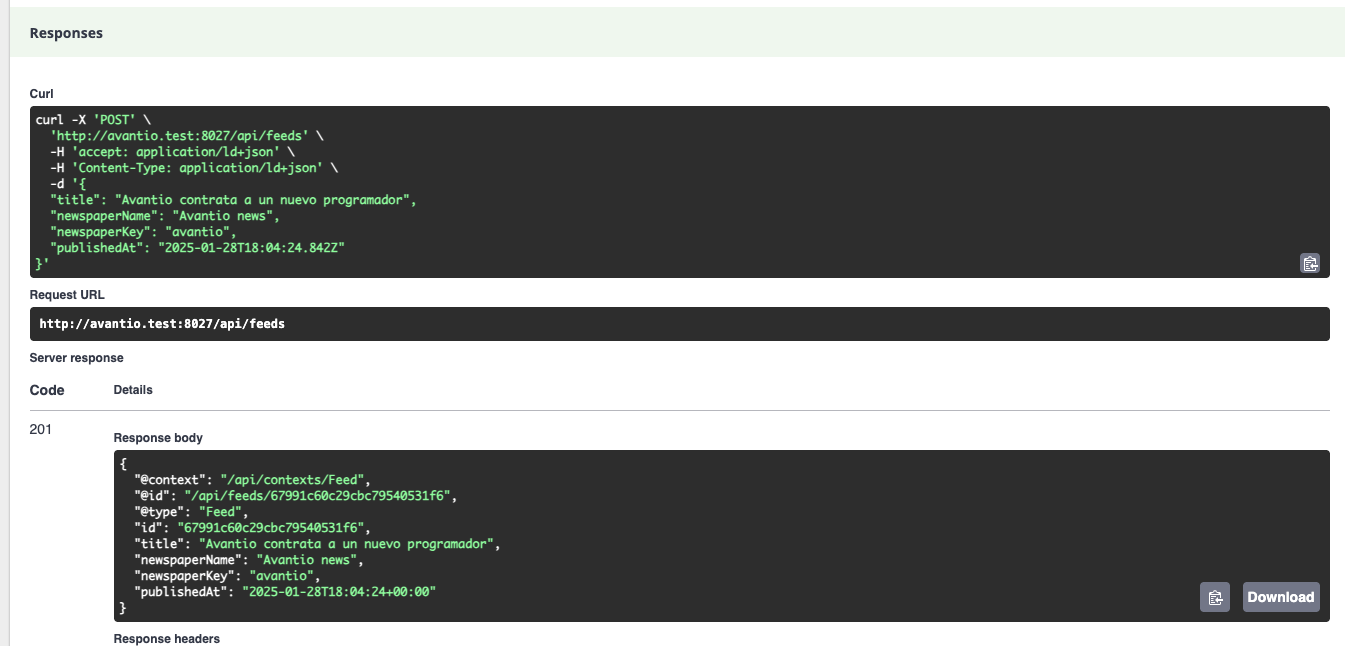 Responses
Curl
curl -X 'POST' \
'http://avantio.test:8027/api/feeds' \
-H 'accept: application/ld+json' \
-H 'Content-Type: application/ld+json' \
-d '{
"title": "Avantio contrata a un nuevo programador",
"newspaperName": "Avantio news",
"newspaperKey": "avantio",
"publishedAt": "2025-01-28T18:04:24.842Z"
}'
Request URL
http://avantio.test:8027/api/feeds
Server response
Code Details
201
Response body
{
"@context": "/api/contexts/Feed",
"@id": "/api/feeds/67991c60c29cbc79540531f6",
"@type": "Feed",
"id": "67991c60c29cbc79540531f6",
"title": "Avantio contrata a un nuevo programador",
"newspaperName": "Avantio news",
"newspaperKey": "avantio",
"publishedAt": "2025-01-28T18:04:24+00:00"
}
Download
Response headers